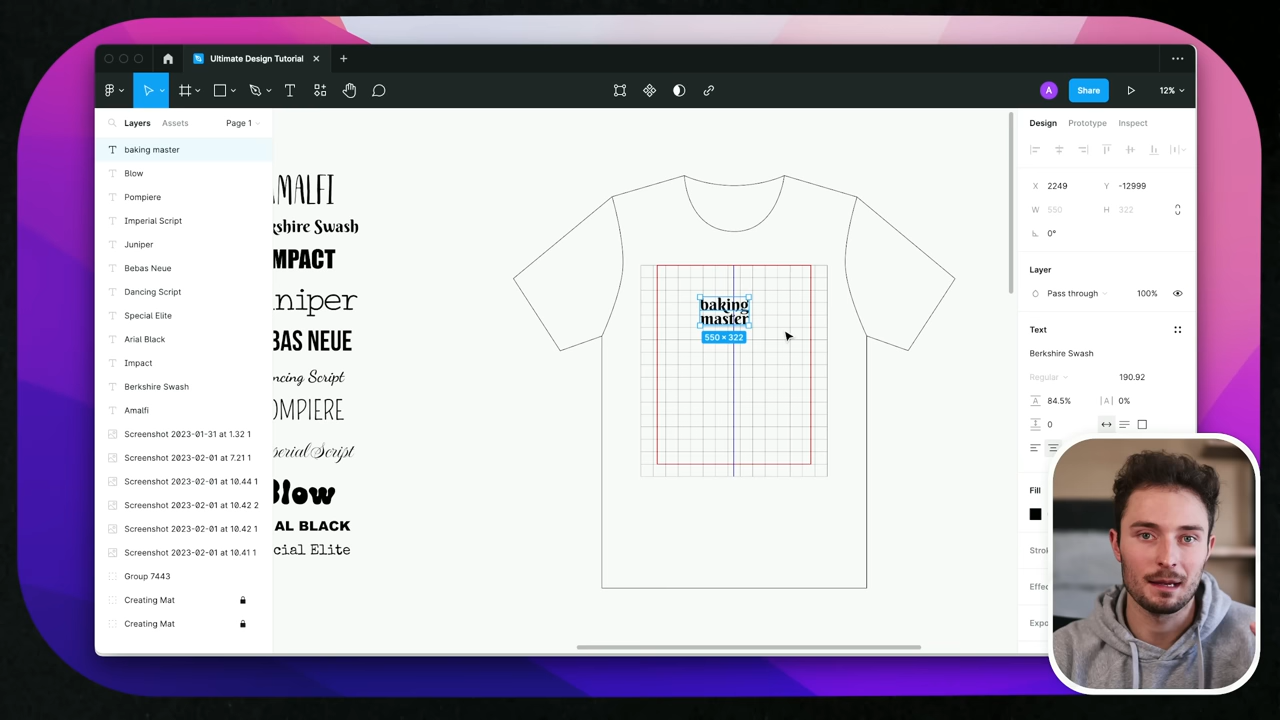 Ultimate Design Tutorial
Share
12%
Layers
Assets
Page 1
baking master
Blow
Pompiere
Imperial Script
Juniper
Bebas Neue
Dancing Script
Special Elite
Arial Black
Impact
Berkshire Swash
Amalfi
Screenshot 2023-01-31 at 1.32 1
Screenshot 2023-02-01 at 7.21 1
Screenshot 2023-02-01 at 10.44 1
Screenshot 2023-02-01 at 10.42 2
Screenshot 2023-02-01 at 10.42 1
Screenshot 2023-02-01 at 10.41 1
Group 7443
Creating Mat
Creating Mat
AMALFI
kshire Swash
MPACT
niper
BAS NEUE
ncing Script
OMPIERE
perial Script
Blow
AL BLACK
cial Elite
baking
master
550 × 322
Design
Prototype
Inspect
X 2249
Y -12999
W 550
H 322
0°
Layer
Pass through
100%
Text
Berkshire Swash
Regular
190.92
84.5%
|A| 0%
0
Fill
Strok
Effec
Expo